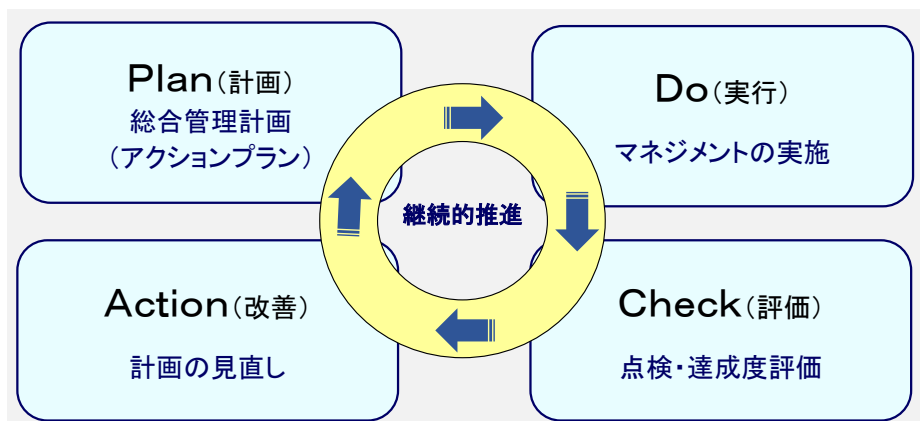 Plan（計画）
総合管理計画
（アクションプラン）
Do（実行）
マネジメントの実施
継続的推進
Action（改善）
計画の見直し
Check（評価）
点検・達成度評価